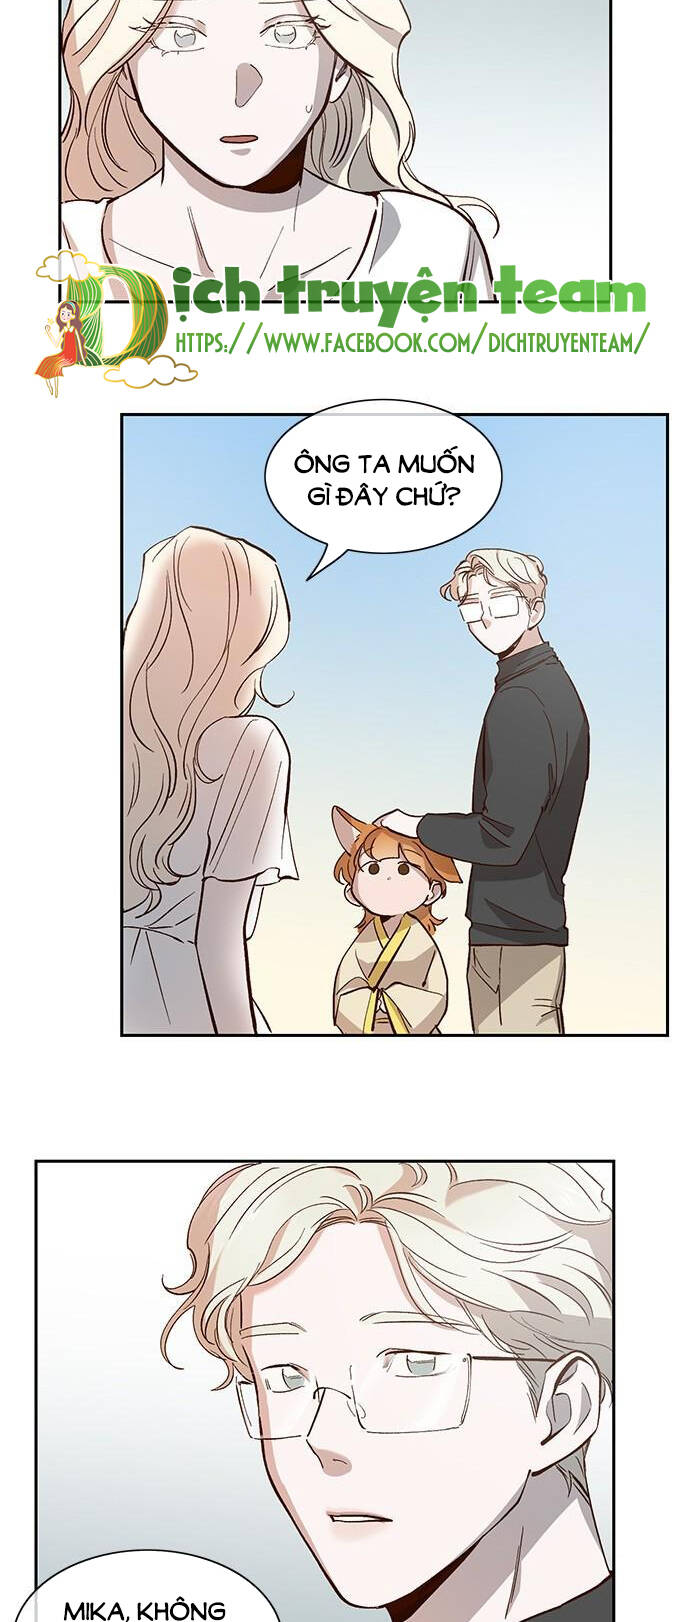 Dịch truyện team
HTTPS://WWW.FACEBOOK.COM/DICHTRUYENTEAM/
ÔNG TA MUỐN
GÌ ĐÂY CHỨ?
MIKA, KHÔNG